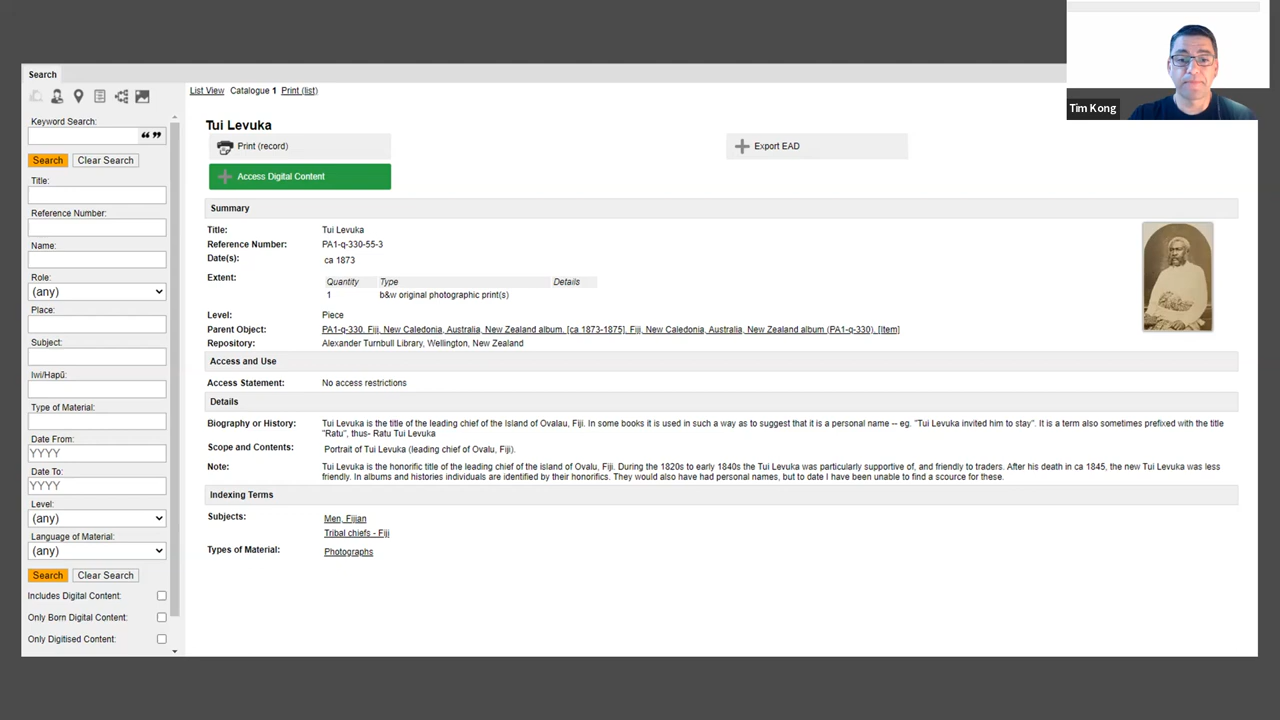 Tim Kong
Search
List View Catalogue 1 Print (list)
Keyword Search:
❝ ❞
Search Clear Search
Title:
Reference Number:
Name:
Role:
(any)
Place:
Subject:
Iwi/Hapū:
Type of Material:
Date From:
YYYY
Date To:
YYYY
Level:
(any)
Language of Material:
(any)
Search Clear Search
Includes Digital Content:
Only Born Digital Content:
Only Digitised Content:
Tui Levuka
Print (record)
Export EAD
Access Digital Content
Summary
Title: Tui Levuka
Reference Number: PA1-q-330-55-3
Date(s): ca 1873
Extent:
Quantity Type Details
1 b&w original photographic print(s)
Level: Piece
Parent Object: PA1-q-330, Fiji, New Caledonia, Australia, New Zealand album, [ca 1873-1875], Fiji, New Caledonia, Australia, New Zealand album (PA1-q-330), [Item]
Repository: Alexander Turnbull Library, Wellington, New Zealand
Access and Use
Access Statement: No access restrictions
Details
Biography or History: Tui Levuka is the title of the leading chief of the Island of Ovalau, Fiji. In some books it is used in such a way as to suggest that it is a personal name -- eg. "Tui Levuka invited him to stay". It is a term also sometimes prefixed with the title
"Ratu", thus- Ratu Tui Levuka
Scope and Contents: Portrait of Tui Levuka (leading chief of Ovalu, Fiji).
Note: Tui Levuka is the honorific title of the leading chief of the island of Ovalu, Fiji. During the 1820s to early 1840s the Tui Levuka was particularly supportive of, and friendly to traders. After his death in ca 1845, the new Tui Levuka was less
friendly. In albums and histories individuals are identified by their honorifics. They would also have had personal names, but to date I have been unable to find a scource for these.
Indexing Terms
Subjects: Men, Fijian
Tribal chiefs - Fiji
Types of Material: Photographs